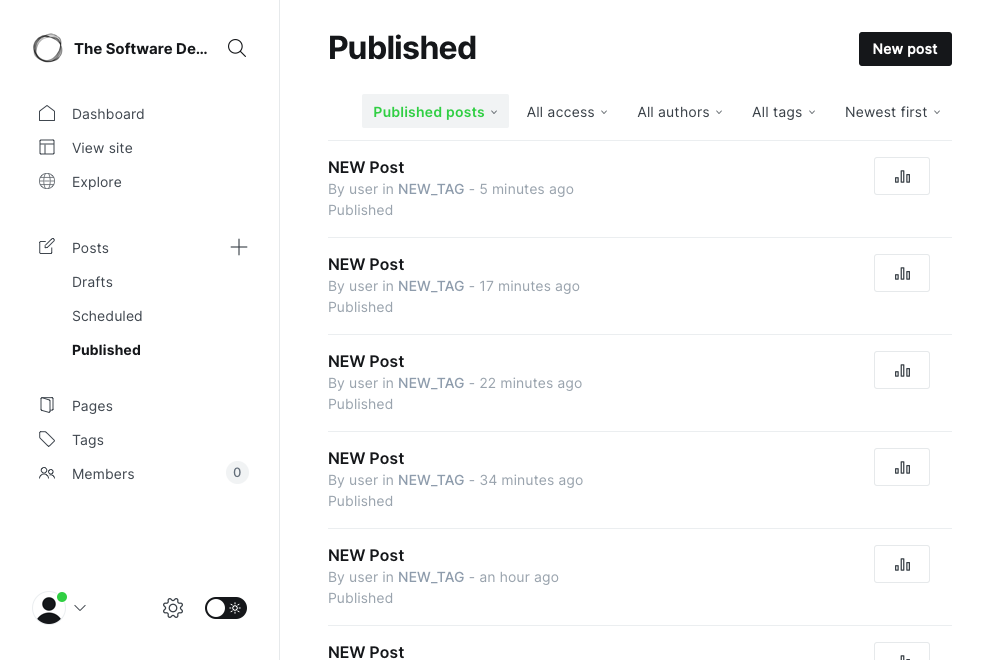 The Software De...
Dashboard
View site
Explore
Posts
Drafts
Scheduled
Published
Pages
Tags
Members
0
Published
New post
Published posts
All access
All authors
All tags
Newest first
NEW Post
By user in NEW_TAG - 5 minutes ago
Published
NEW Post
By user in NEW_TAG - 17 minutes ago
Published
NEW Post
By user in NEW_TAG - 22 minutes ago
Published
NEW Post
By user in NEW_TAG - 34 minutes ago
Published
NEW Post
By user in NEW_TAG - an hour ago
Published
NEW Post